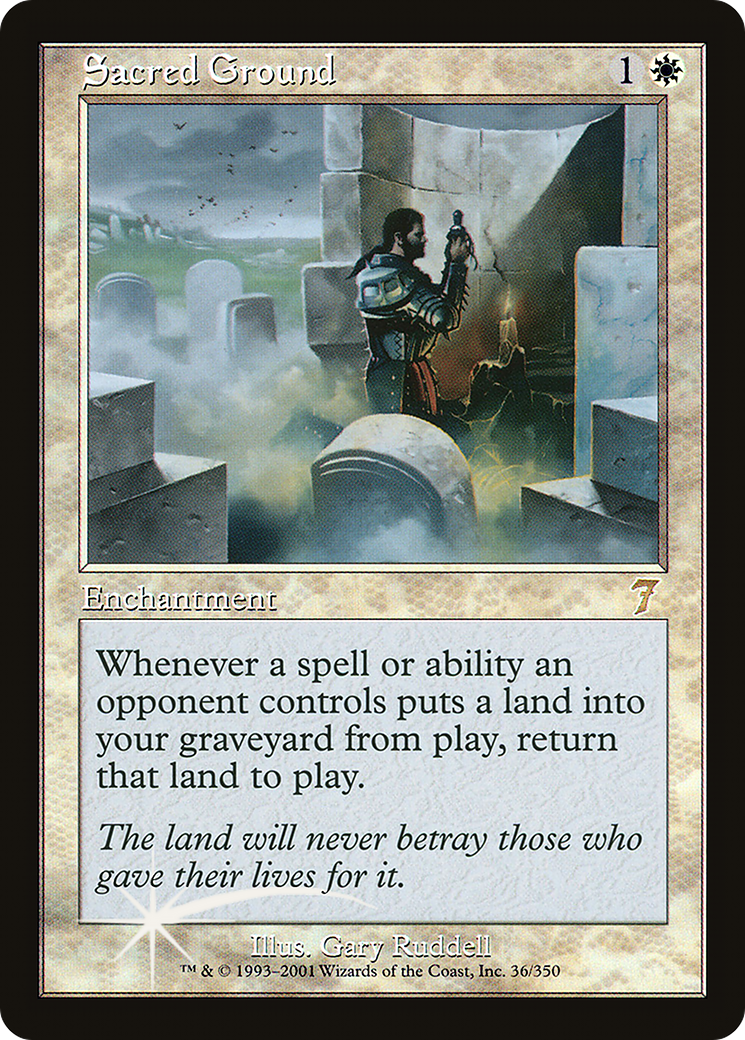 Sacred Ground 1
Enchantment 7
Whenever a spell or ability an
opponent controls puts a land into
your graveyard from play, return
that land to play.
The land will never betray those who
gave their lives for it.
Illus. Gary Ruddell
™ & © 1993–2001 Wizards of the Coast, Inc. 36/350